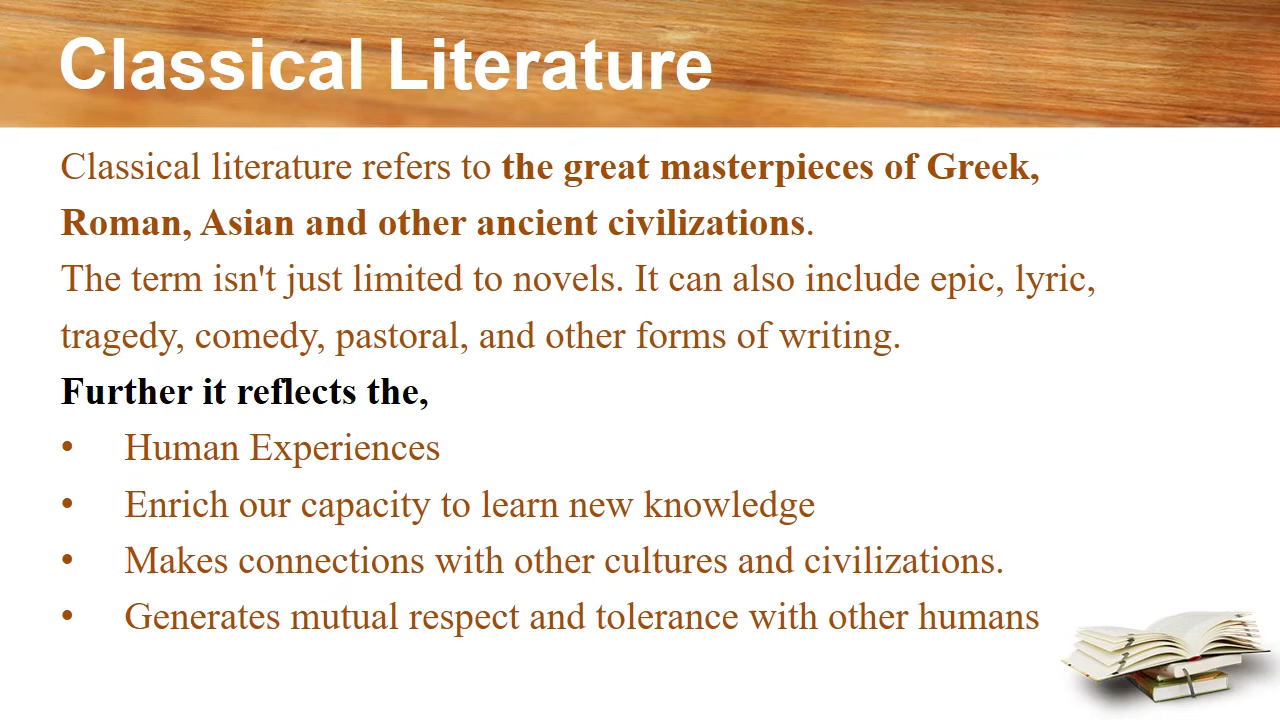 Classical Literature
Classical literature refers to the great masterpieces of Greek,
Roman, Asian and other ancient civilizations.
The term isn't just limited to novels. It can also include epic, lyric,
tragedy, comedy, pastoral, and other forms of writing.
Further it reflects the,
• Human Experiences
• Enrich our capacity to learn new knowledge
• Makes connections with other cultures and civilizations.
• Generates mutual respect and tolerance with other humans